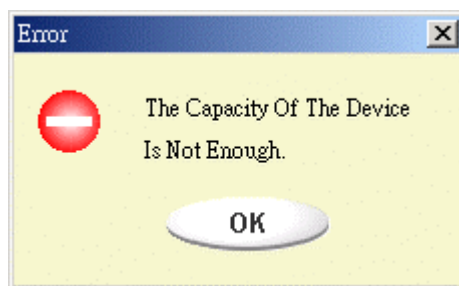 Error
The Capacity Of The Device
Is Not Enough.
OK